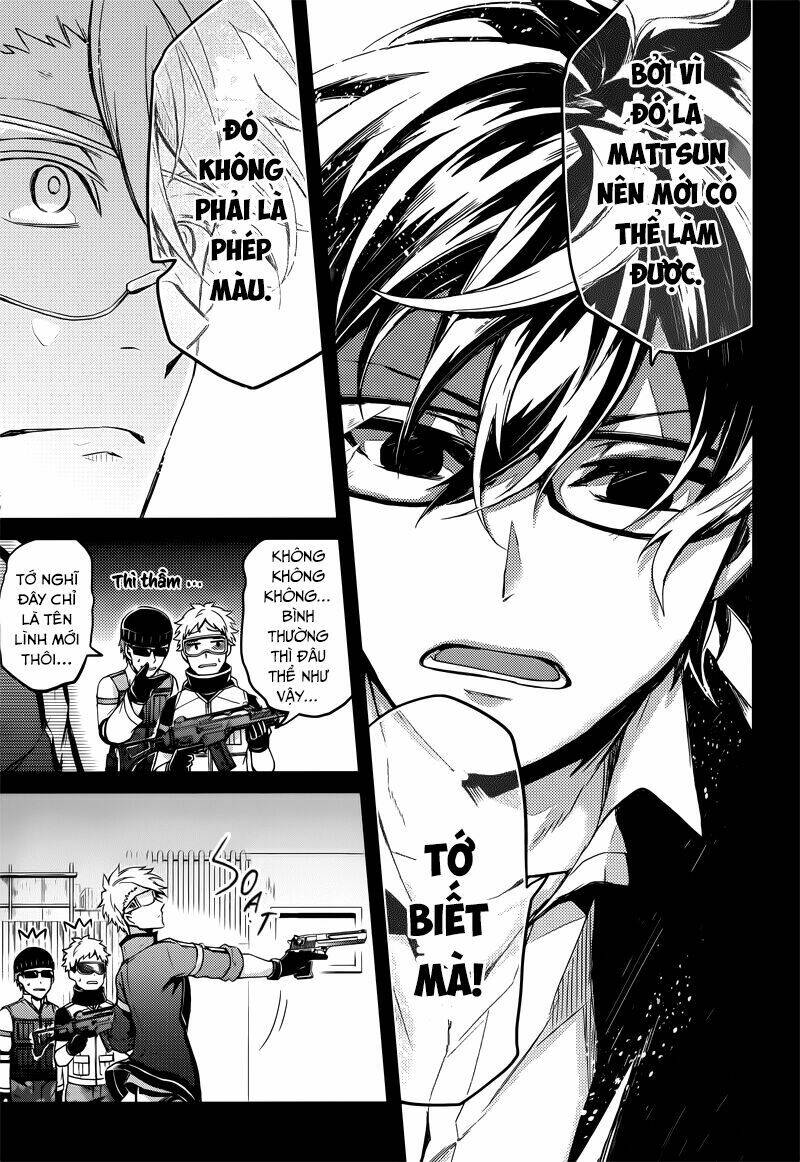 BỞI VÌ
ĐÓ LÀ
MATTSUN
NÊN MỚI CÓ
THỂ LÀM
ĐƯỢC.
TỚ
BIẾT
MÀ!
ĐÓ
KHÔNG
PHẢI LÀ
PHÉP
MÀU.
KHÔNG
KHÔNG
KHÔNG...
BÌNH
THƯỜNG
THÌ ĐÂU
THẾ NHƯ
VẬY...
Thì thầm ...
TỚ NGHĨ
ĐÂY CHỈ
LÀ TÊN
LÍNH MỚI
THÔI...
SOẠT